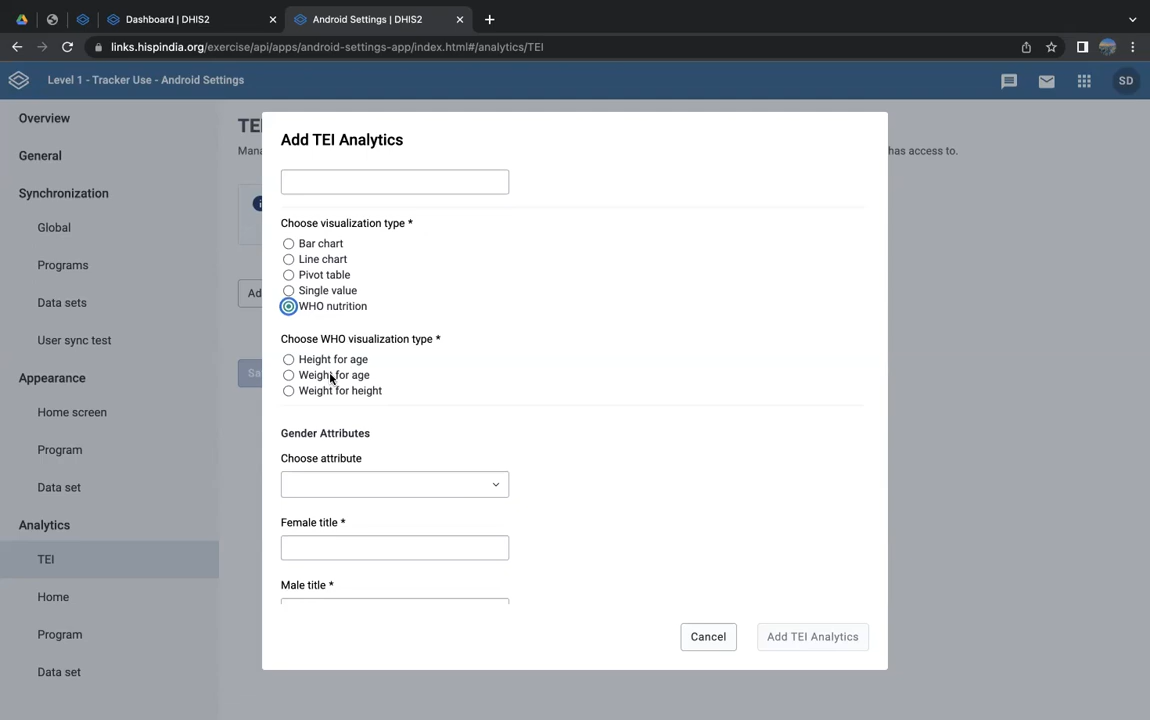 Dashboard | DHIS2
Android Settings | DHIS2
links.hispindia.org/exercise/api/apps/android-settings-app/index.html#/analytics/TEI
Level 1 - Tracker Use - Android Settings
SD
Overview
General
Synchronization
Global
Programs
Data sets
User sync test
Appearance
Home screen
Program
Data set
Analytics
TEI
Home
Program
Data set
has access to.
Add TEI Analytics
Choose visualization type *
Bar chart
Line chart
Pivot table
Single value
WHO nutrition
Choose WHO visualization type *
Height for age
Weight for age
Weight for height
Gender Attributes
Choose attribute
Female title *
Male title *
Cancel
Add TEI Analytics